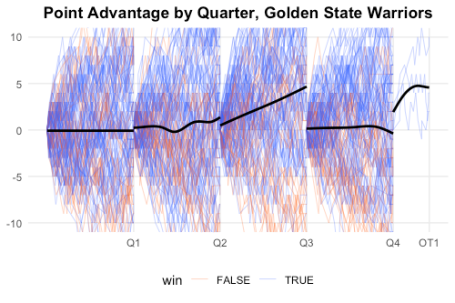 Point Advantage by Quarter, Golden State Warriors
10
5
0
-5
-10
Q1 Q2 Q3 Q4 OT1
win FALSE TRUE